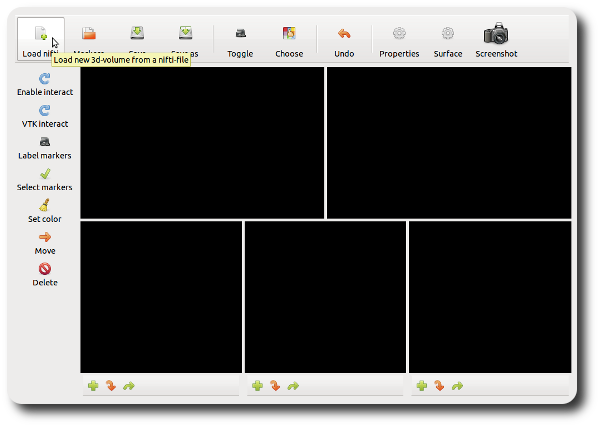 Load nifti Markers Save Save as Toggle Choose Undo Properties Surface Screenshot
Load new 3d-volume from a nifti-file
Enable interact
VTK interact
Label markers
Select markers
Set color
Move
Delete